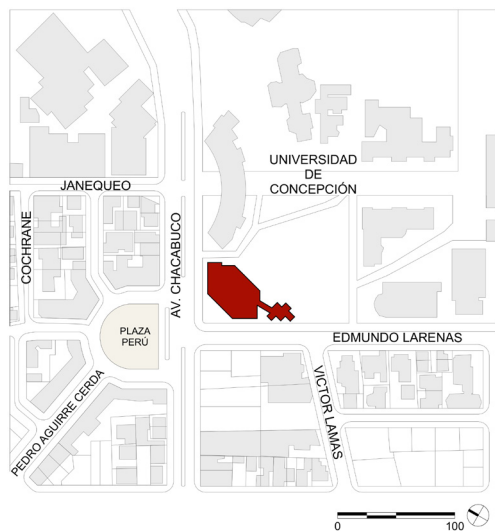 UNIVERSIDAD
DE
CONCEPCIÓN
JANEQUEO
COCHRANE
AV. CHACABUCO
PLAZA
PERÚ
EDMUNDO LARENAS
PEDRO AGUIRRE CERDA
VICTOR LAMAS
0
100